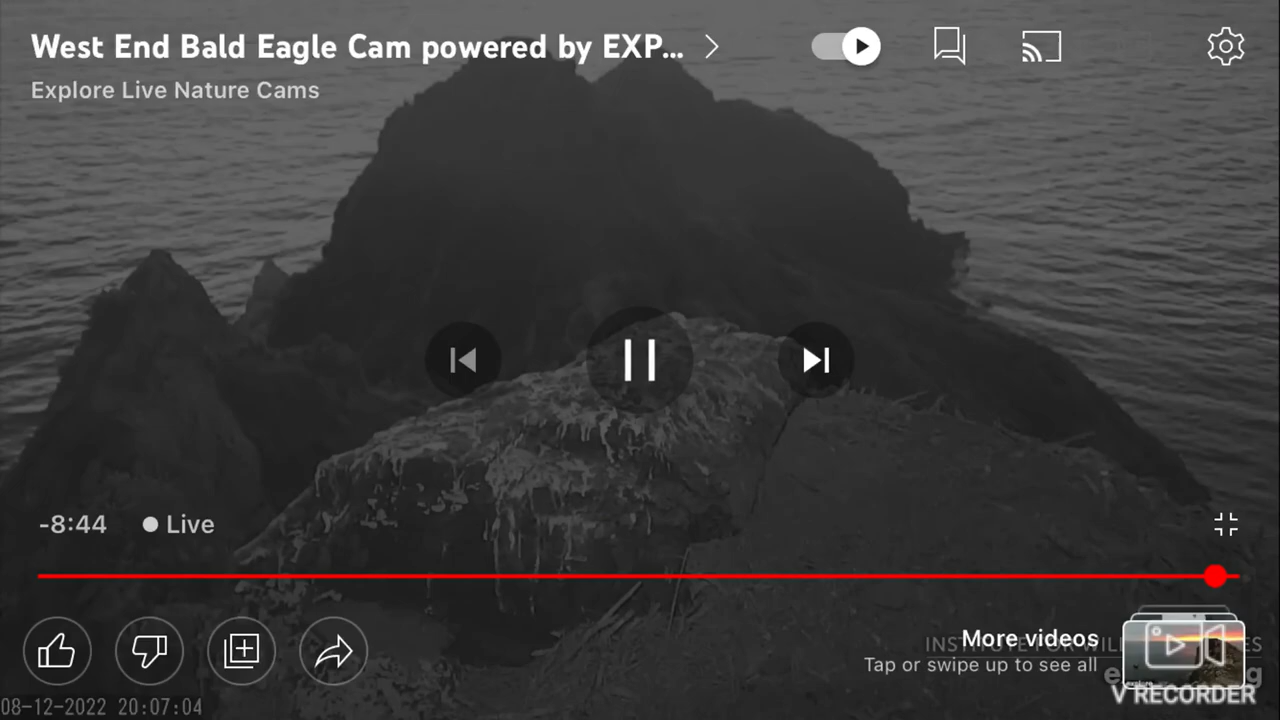 West End Bald Eagle Cam powered by EXP...
Explore Live Nature Cams
-8:44
Live
More videos
Tap or swipe up to see all
V RECORDER
08-12-2022 20:07:04